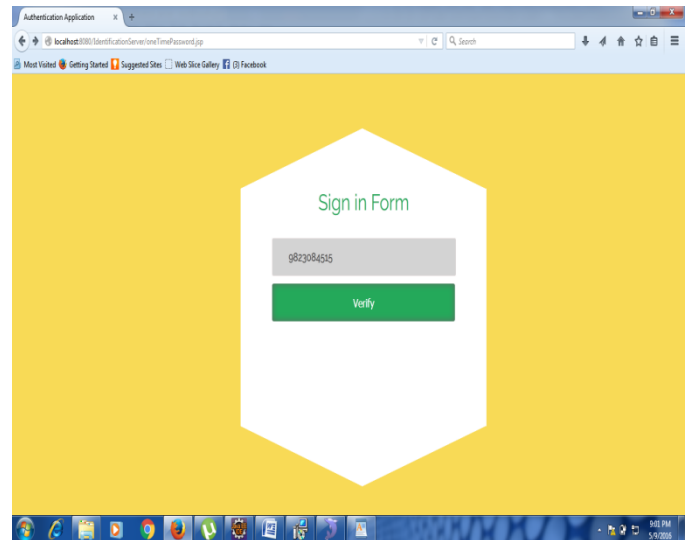 Authentication Application × +
localhost:8080/IdentificationServer/oneTimePassword.jsp
Search
Most Visited Getting Started Suggested Sites Web Slice Gallery (3) Facebook
Sign in Form
9823084515
Verify
9:01 PM
5/9/2016